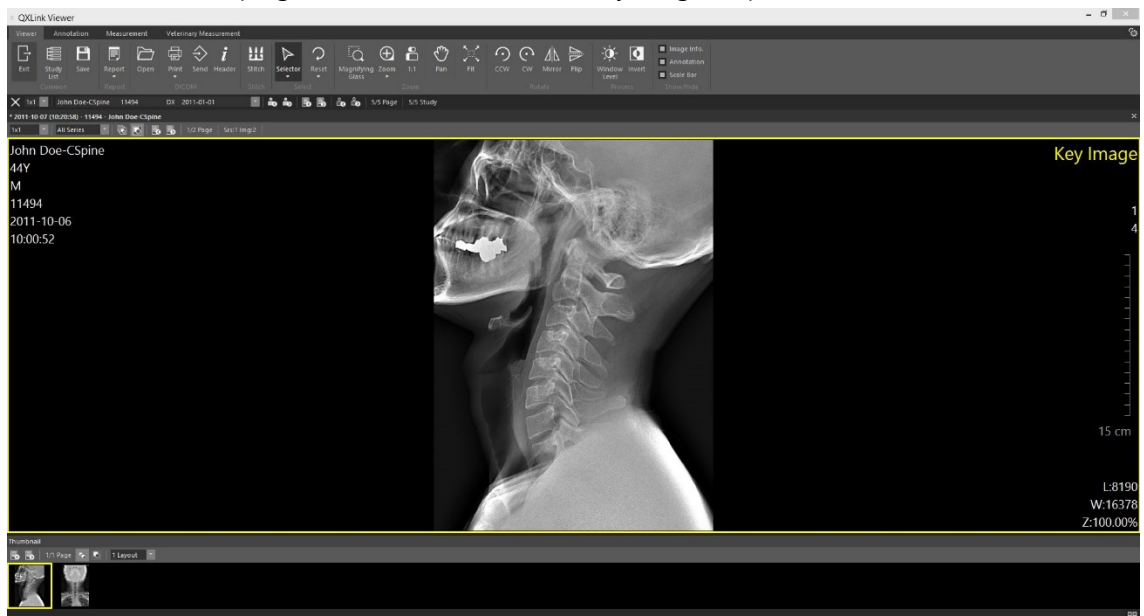 QXLink Viewer
Viewer Annotation Measurement Veterinary Measurement
Exit Study List Save Report Open Print Send Header Stitch Selector Reset Magnifying Glass Zoom 1:1 Pan Fit CCW CW Mirror Flip Window Level Invert
Image Info.
Annotation
Scale Bar
Common Report DICOM Stitch Select Zoom Rotate Process Show/Hide
1x1 John Doe-CSpine 11494 DX 2011-01-01 5/5 Page 5/5 Study
* 2011-10-07 (10:28:58) - 11494 - John Doe-CSpine
1x1 All Series 1/2 Page Srs:1 Img:2
John Doe-CSpine
44Y
M
11494
2011-10-06
10:00:52
Key Image
1
4
15 cm
L:8190
W:16378
Z:100.00%
Thumbnail
1/1 Page 1 Layout